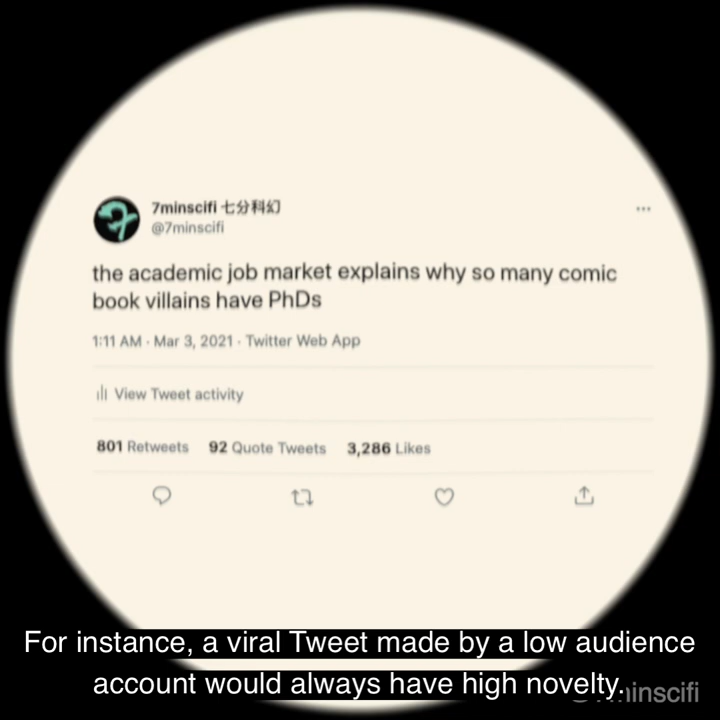 7minscifi 七分科幻
@7minscifi
the academic job market explains why so many comic
book villains have PhDs
1:11 AM · Mar 3, 2021 · Twitter Web App
View Tweet activity
801 Retweets 92 Quote Tweets 3,286 Likes
For instance, a viral Tweet made by a low audience
account would always have high novelty.